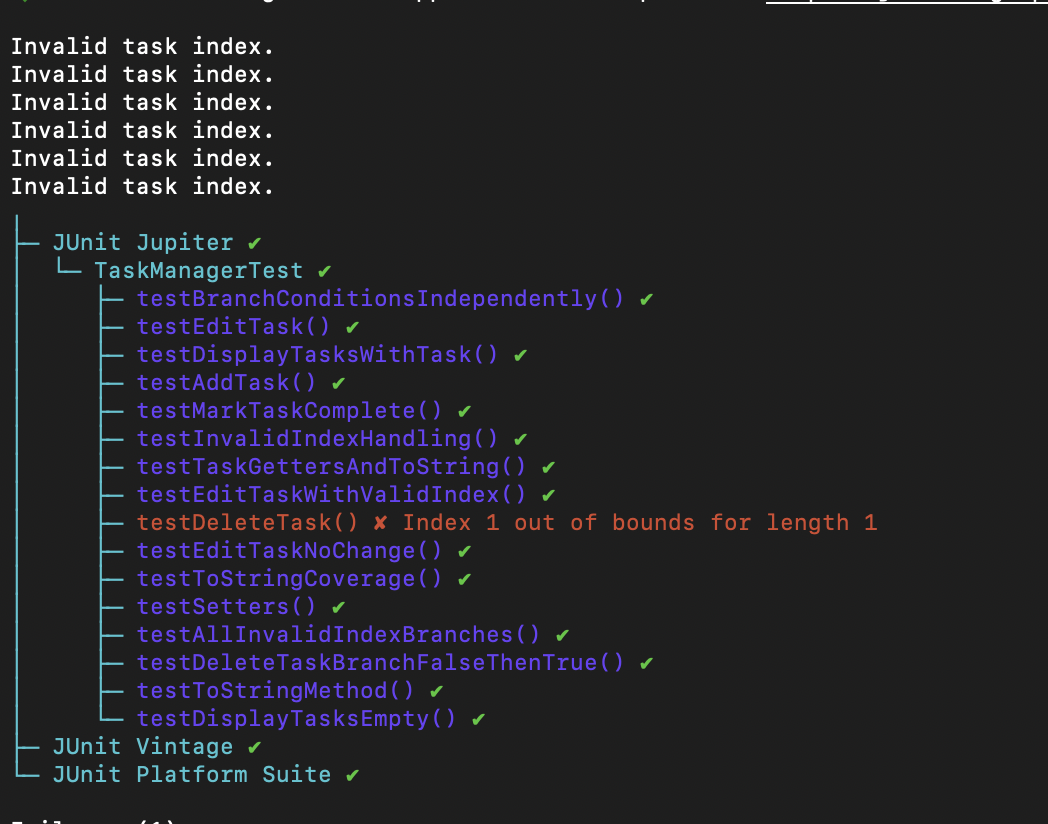 Invalid task index.
Invalid task index.
Invalid task index.
Invalid task index.
Invalid task index.
Invalid task index.
JUnit Jupiter ✔
TaskManagerTest ✔
testBranchConditionsIndependently() ✔
testEditTask() ✔
testDisplayTasksWithTask() ✔
testAddTask() ✔
testMarkTaskComplete() ✔
testInvalidIndexHandling() ✔
testTaskGettersAndToString() ✔
testEditTaskWithValidIndex() ✔
testDeleteTask() ✘ Index 1 out of bounds for length 1
testEditTaskNoChange() ✔
testToStringCoverage() ✔
testSetters() ✔
testAllInvalidIndexBranches() ✔
testDeleteTaskBranchFalseThenTrue() ✔
testToStringMethod() ✔
testDisplayTasksEmpty() ✔
JUnit Vintage ✔
JUnit Platform Suite ✔